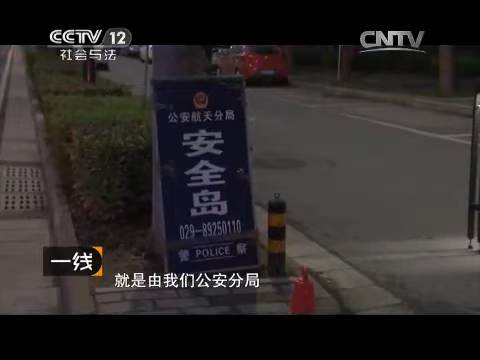 CCTV 12
社会与法
CNTV
公安航天分局
安全岛
029-89250110
警 POLICE 察
一线
就是由我们公安分局